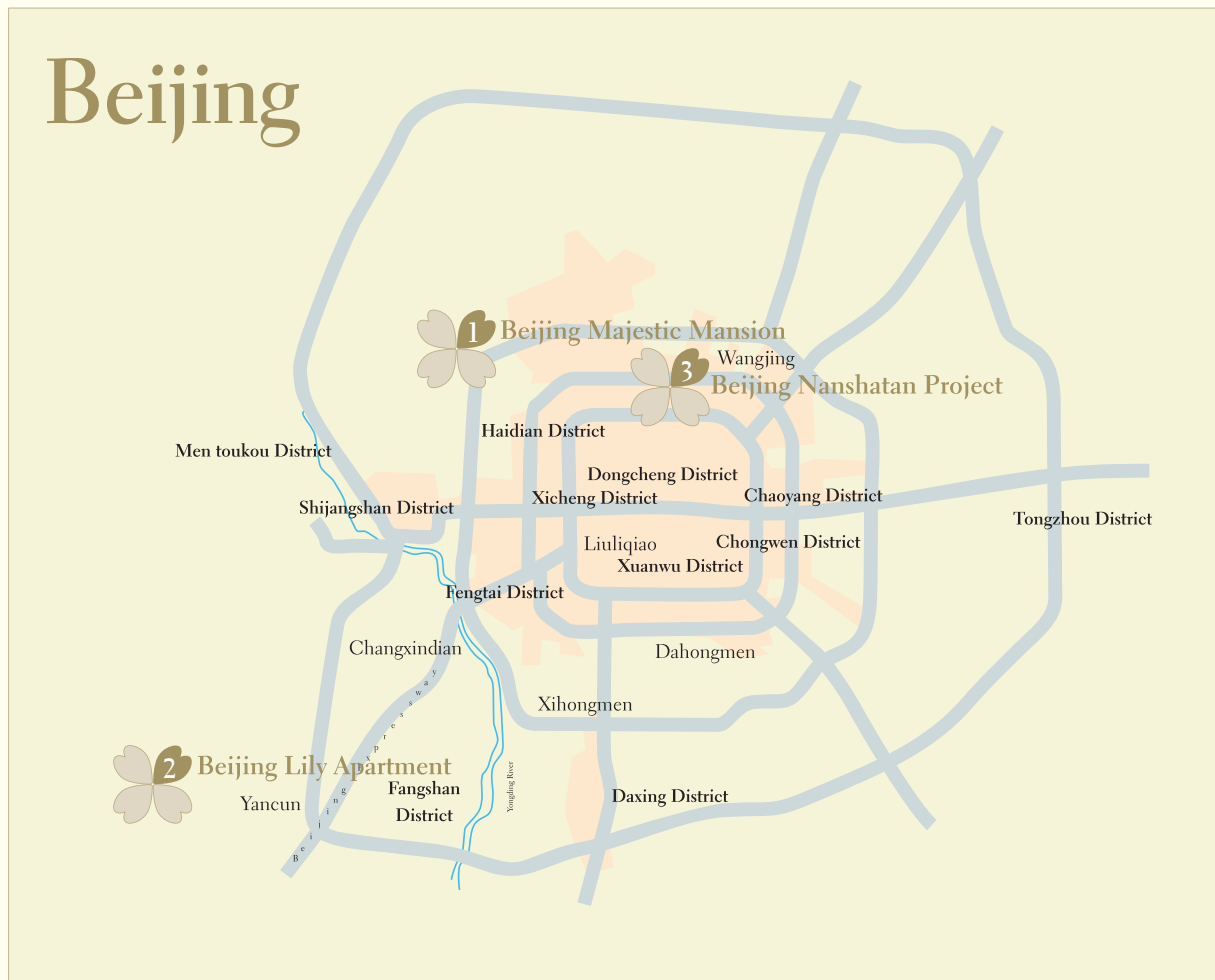 Beijing
1
Beijing Majestic Mansion
3
Wangjing
Beijing Nanshatan Project
Haidian District
Men toukou District
Dongcheng District
Xicheng District
Chaoyang District
Shijangshan District
Tongzhou District
Liuliqiao
Chongwen District
Xuanwu District
Fengtai District
Changxindian
Dahongmen
Xihongmen
2
Beijing Lily Apartment
Yancun
Fangshan
District
Yongding River
Daxing District
Beijing Expressway